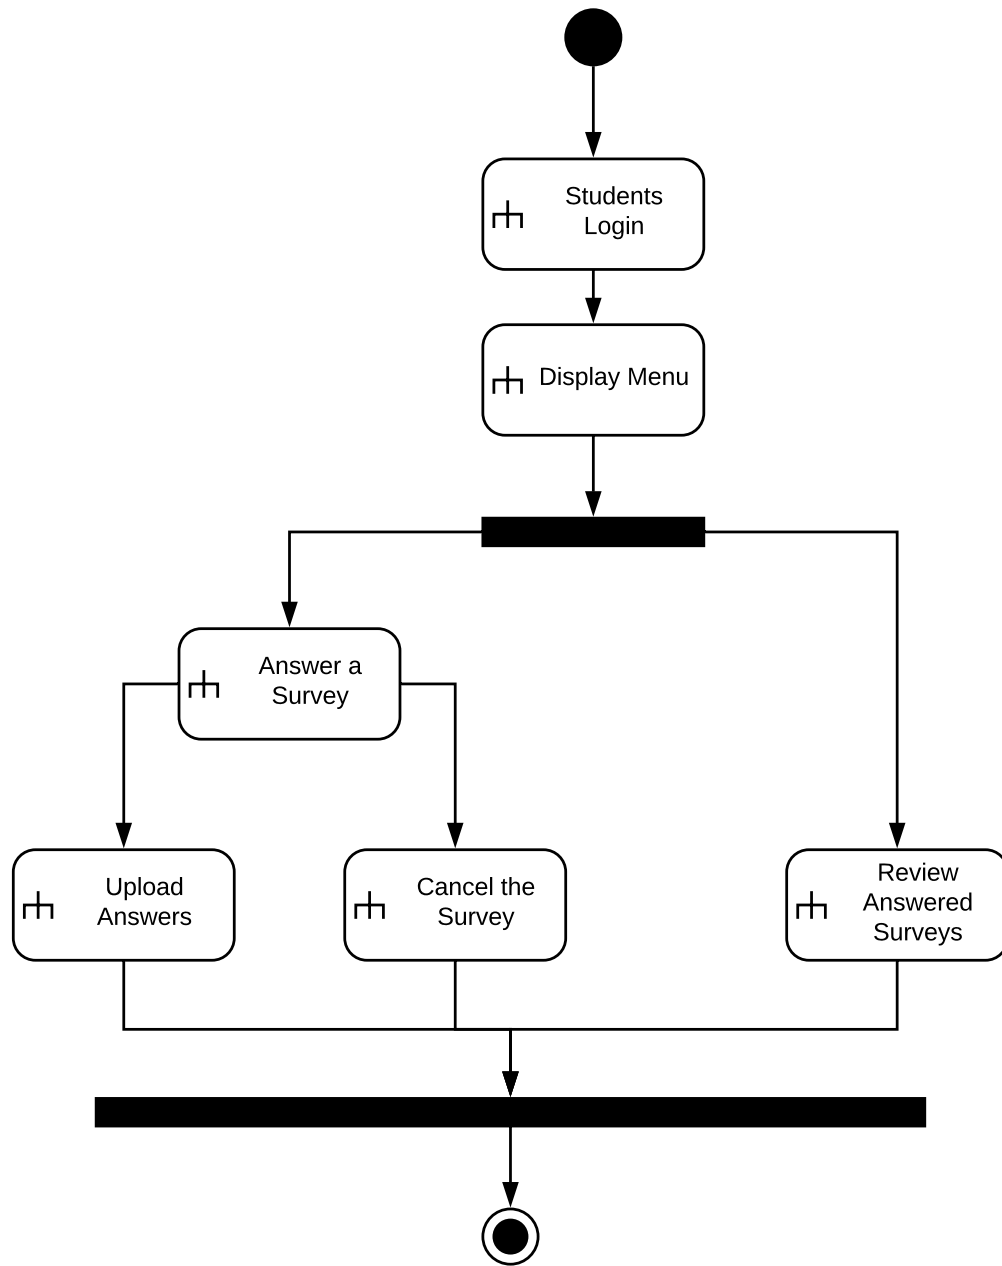 Students
Login
Display Menu
Answer a
Survey
Upload
Answers
Cancel the
Survey
Review
Answered
Surveys